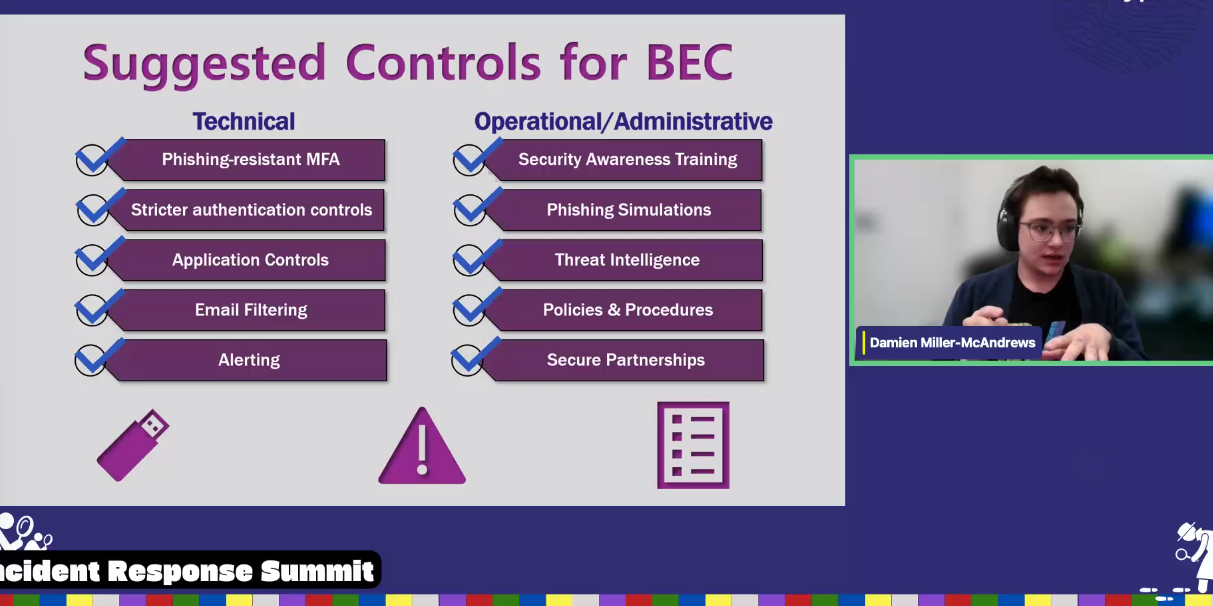 Suggested Controls for BEC
Technical
Phishing-resistant MFA
Stricter authentication controls
Application Controls
Email Filtering
Alerting
Operational/Administrative
Security Awareness Training
Phishing Simulations
Threat Intelligence
Policies & Procedures
Secure Partnerships
Damien Miller-McAndrews
Response Summit